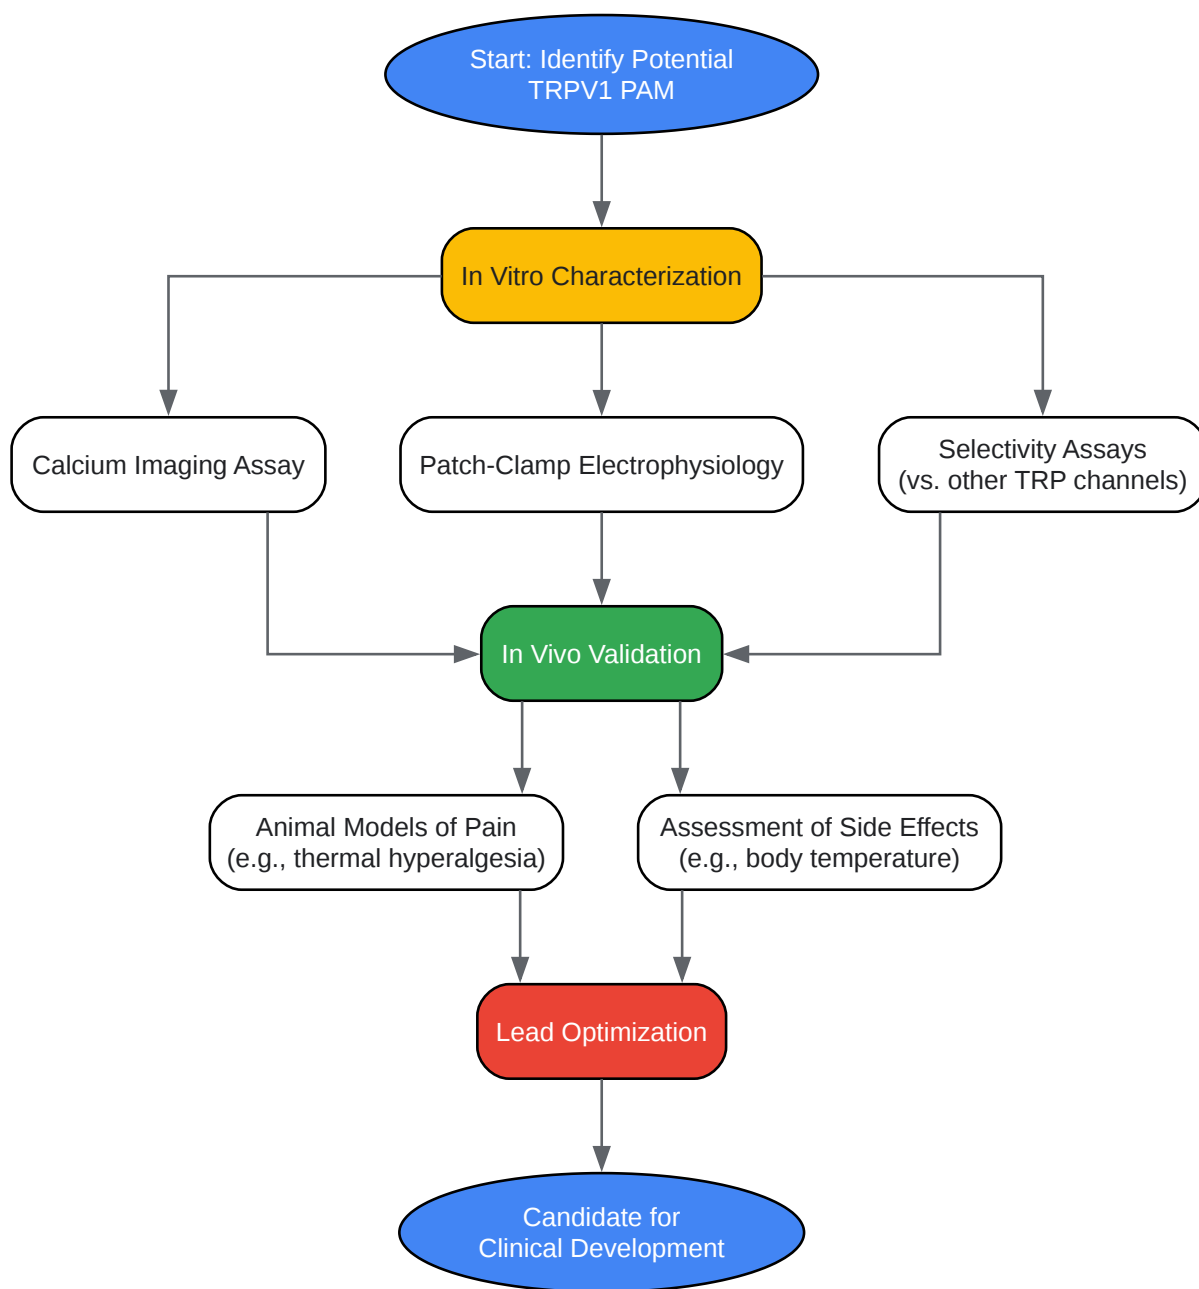 Start: Identify Potential
TRPV1 PAM
In Vitro Characterization
Calcium Imaging Assay
Patch-Clamp Electrophysiology
Selectivity Assays
(vs. other TRP channels)
In Vivo Validation
Animal Models of Pain
(e.g., thermal hyperalgesia)
Assessment of Side Effects
(e.g., body temperature)
Lead Optimization
Candidate for
Clinical Development